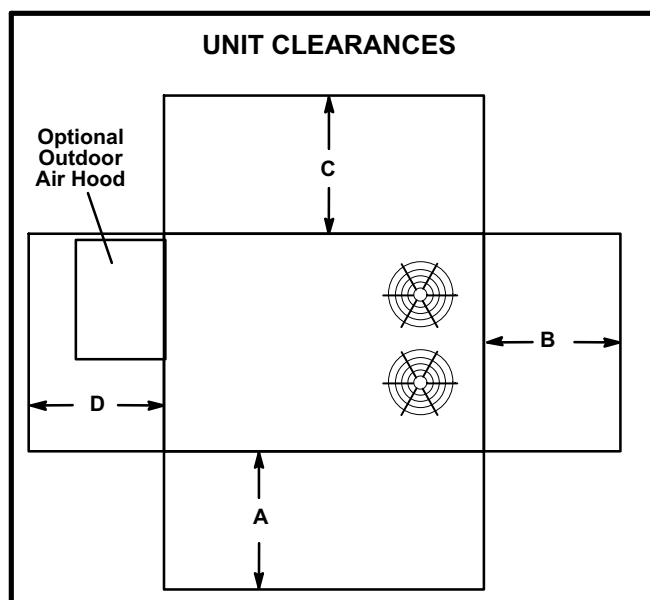 UNIT CLEARANCES
Optional
Outdoor
Air Hood
C
B
D
A